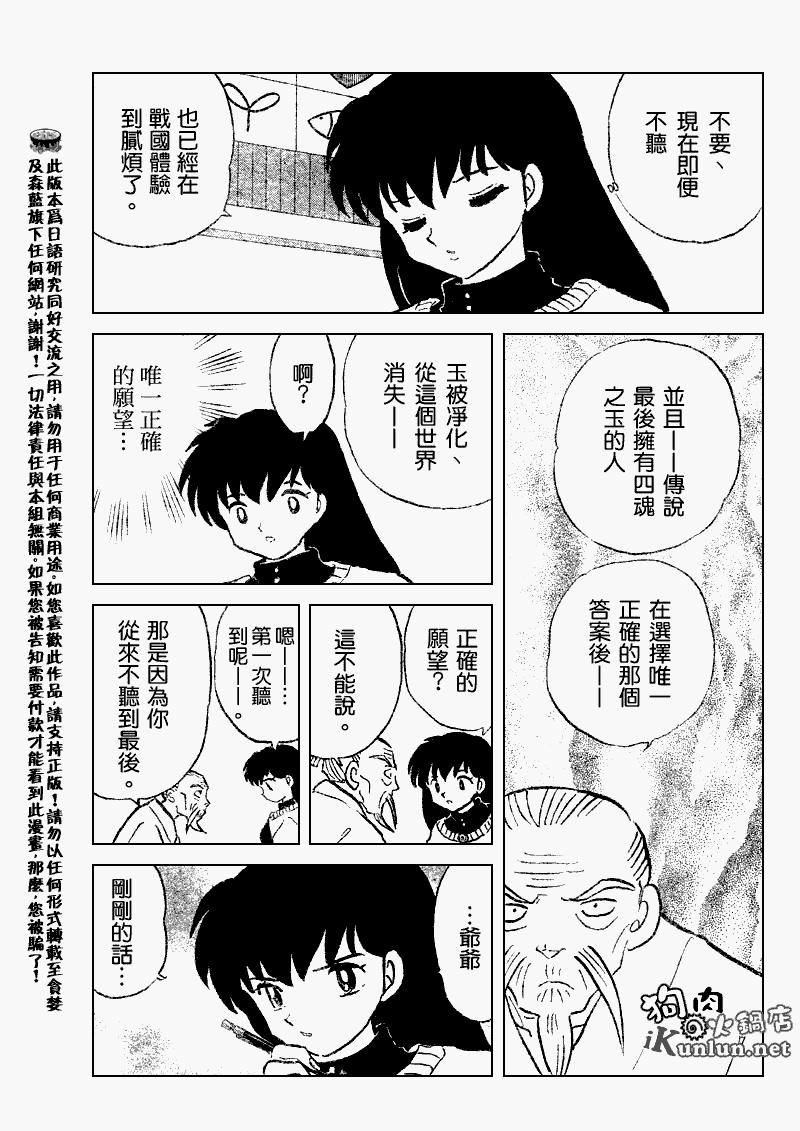 不要、
現在即便
不聽
也已經在
戰國體驗
到膩煩了。
並且——傳說
最後擁有四魂
之玉的人
在選擇唯一
正確的那個
答案後——
玉被凈化、
從這個世界
消失——
啊?
唯一正確
的願望…
正確的
願望?
這不能說。
嗯——…
第一次聽
到呢——。
那是因為你
從來不聽到最後。
…爺爺
剛剛的話…
此版本爲日語研究同好交流之用,請勿用于任何商業用途。如您喜歡此作品,請支持正版!請勿以任何形式轉載至貪婪
及森藍旗下任何網站,謝謝!一切法律責任與本組無關。如果您被告知需要付款才能看到此漫畫,那麼,您被騙了!
狗肉
火鍋店
iKunlun.net